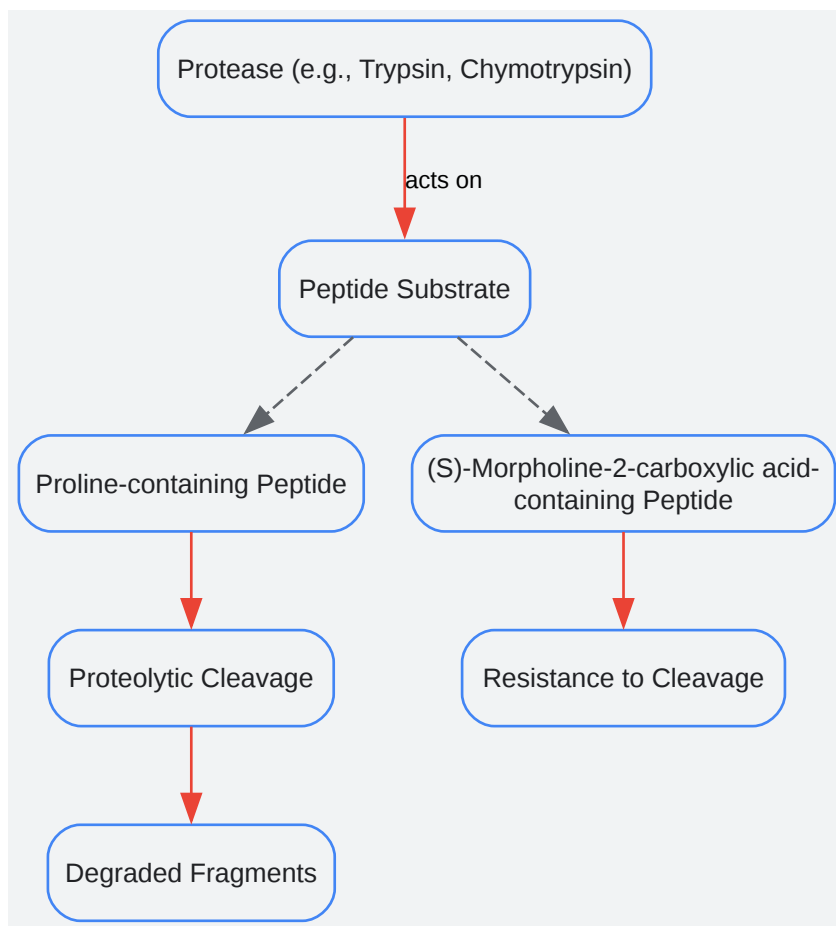 Protease (e.g., Trypsin, Chymotrypsin)
acts on
Peptide Substrate
Proline-containing Peptide
(S)-Morpholine-2-carboxylic acid-
containing Peptide
Proteolytic Cleavage
Resistance to Cleavage
Degraded Fragments